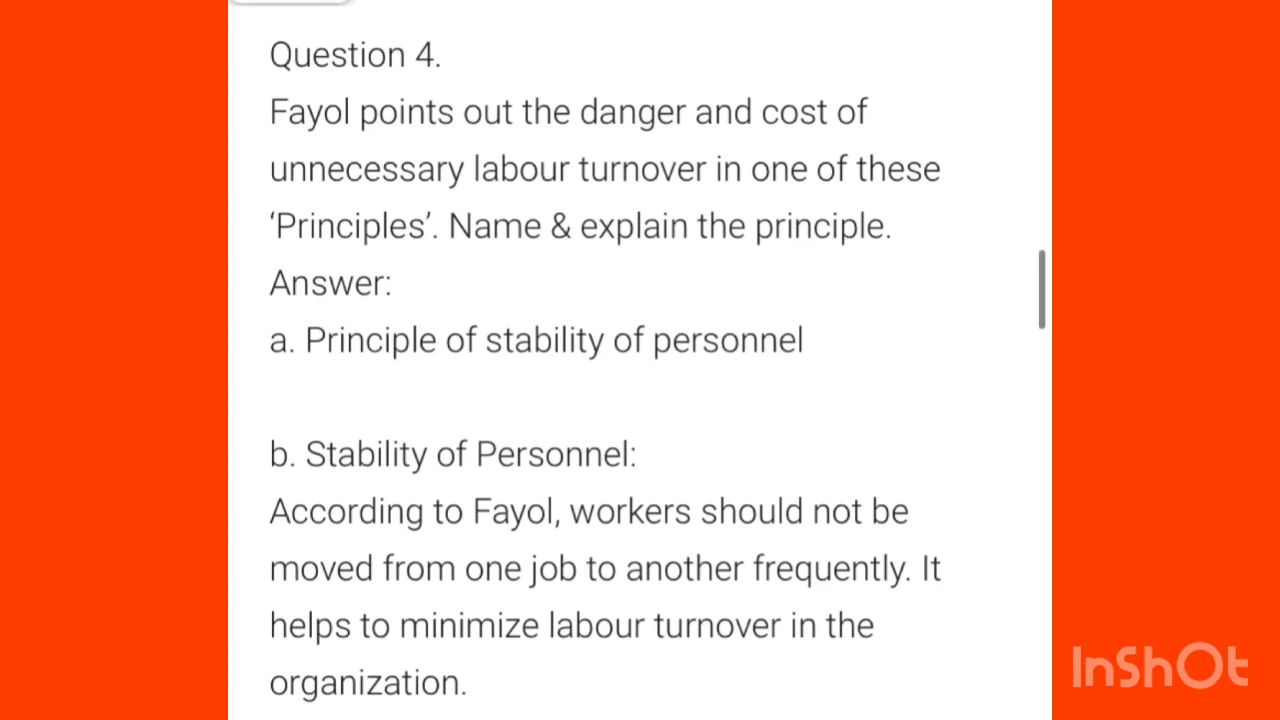 Question 4.
Fayol points out the danger and cost of
unnecessary labour turnover in one of these
‘Principles’. Name & explain the principle.
Answer:
a. Principle of stability of personnel
b. Stability of Personnel:
According to Fayol, workers should not be
moved from one job to another frequently. It
helps to minimize labour turnover in the
organization.
InShOt